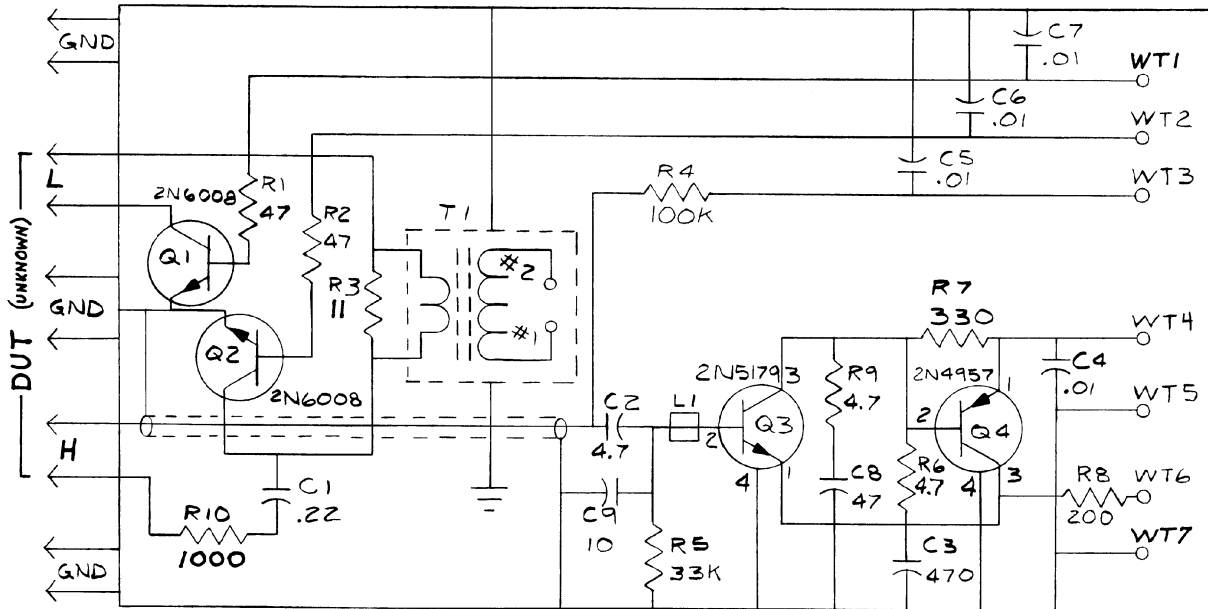 GND
C7
.01
WT1
C6
.01
WT2
C5
.01
WT3
L
2N6008
R1
47
R2
47
R4
100K
T1
#2
#1
Q1
R3
11
DUT (UNKNOWN)
GND
Q2
2N6008
R7
330
WT4
2N5179
3
R9
4.7
2N4957
1
C4
.01
WT5
H
C2
4.7
L1
2
Q3
1
4
2
Q4
3
4
C8
47
R6
4.7
R8
200
WT6
C1
.22
R10
1000
C9
10
R5
33K
C3
470
WT7
GND